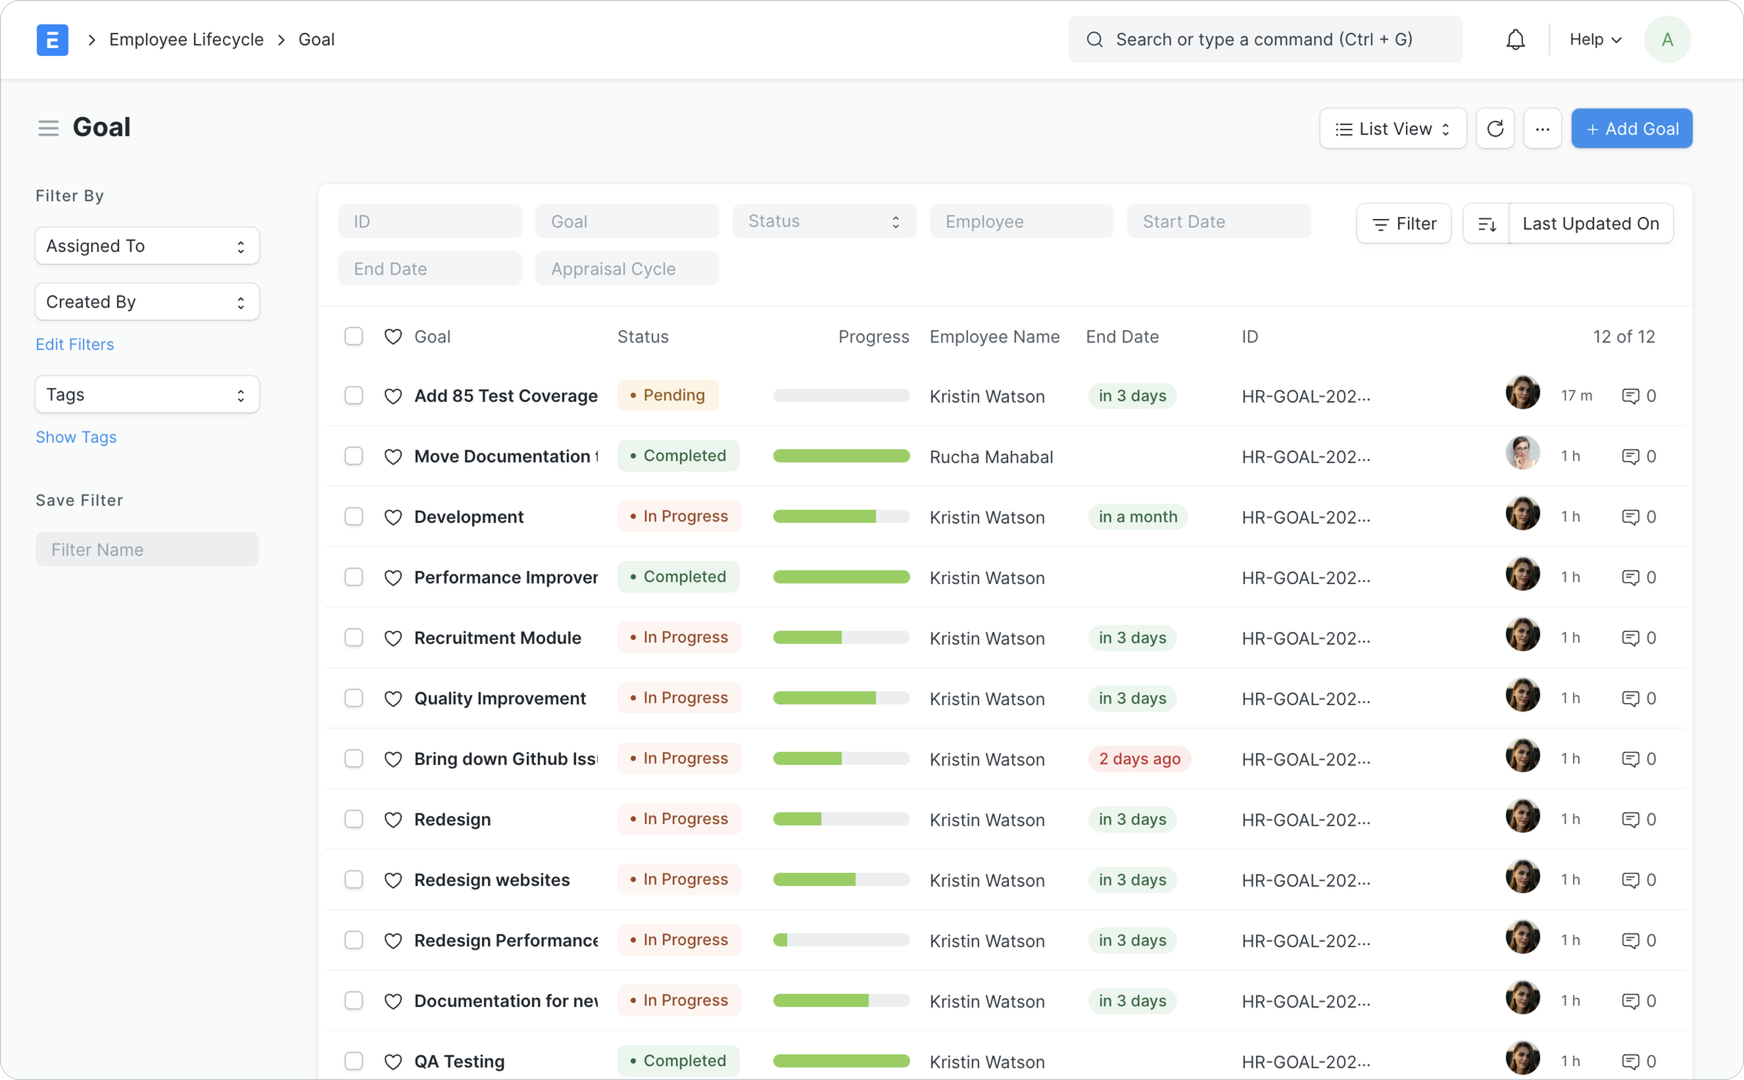 E > Employee Lifecycle > Goal Search or type a command (Ctrl + G) Help A
Goal List View ... + Add Goal
Filter By
Assigned To
Created By
Edit Filters
Tags
Show Tags
Save Filter
Filter Name
ID Goal Status Employee Start Date Filter Last Updated On
End Date Appraisal Cycle
Goal Status Progress Employee Name End Date ID 12 of 12
Add 85 Test Coverage • Pending Kristin Watson in 3 days HR-GOAL-202... 17 m 0
Move Documentation t • Completed Rucha Mahabal HR-GOAL-202... 1 h 0
Development • In Progress Kristin Watson in a month HR-GOAL-202... 1 h 0
Performance Improver • Completed Kristin Watson HR-GOAL-202... 1 h 0
Recruitment Module • In Progress Kristin Watson in 3 days HR-GOAL-202... 1 h 0
Quality Improvement • In Progress Kristin Watson in 3 days HR-GOAL-202... 1 h 0
Bring down Github Iss • In Progress Kristin Watson 2 days ago HR-GOAL-202... 1 h 0
Redesign • In Progress Kristin Watson in 3 days HR-GOAL-202... 1 h 0
Redesign websites • In Progress Kristin Watson in 3 days HR-GOAL-202... 1 h 0
Redesign Performance • In Progress Kristin Watson in 3 days HR-GOAL-202... 1 h 0
Documentation for new • In Progress Kristin Watson in 3 days HR-GOAL-202... 1 h 0
QA Testing • Completed Kristin Watson HR-GOAL-202... 1 h 0